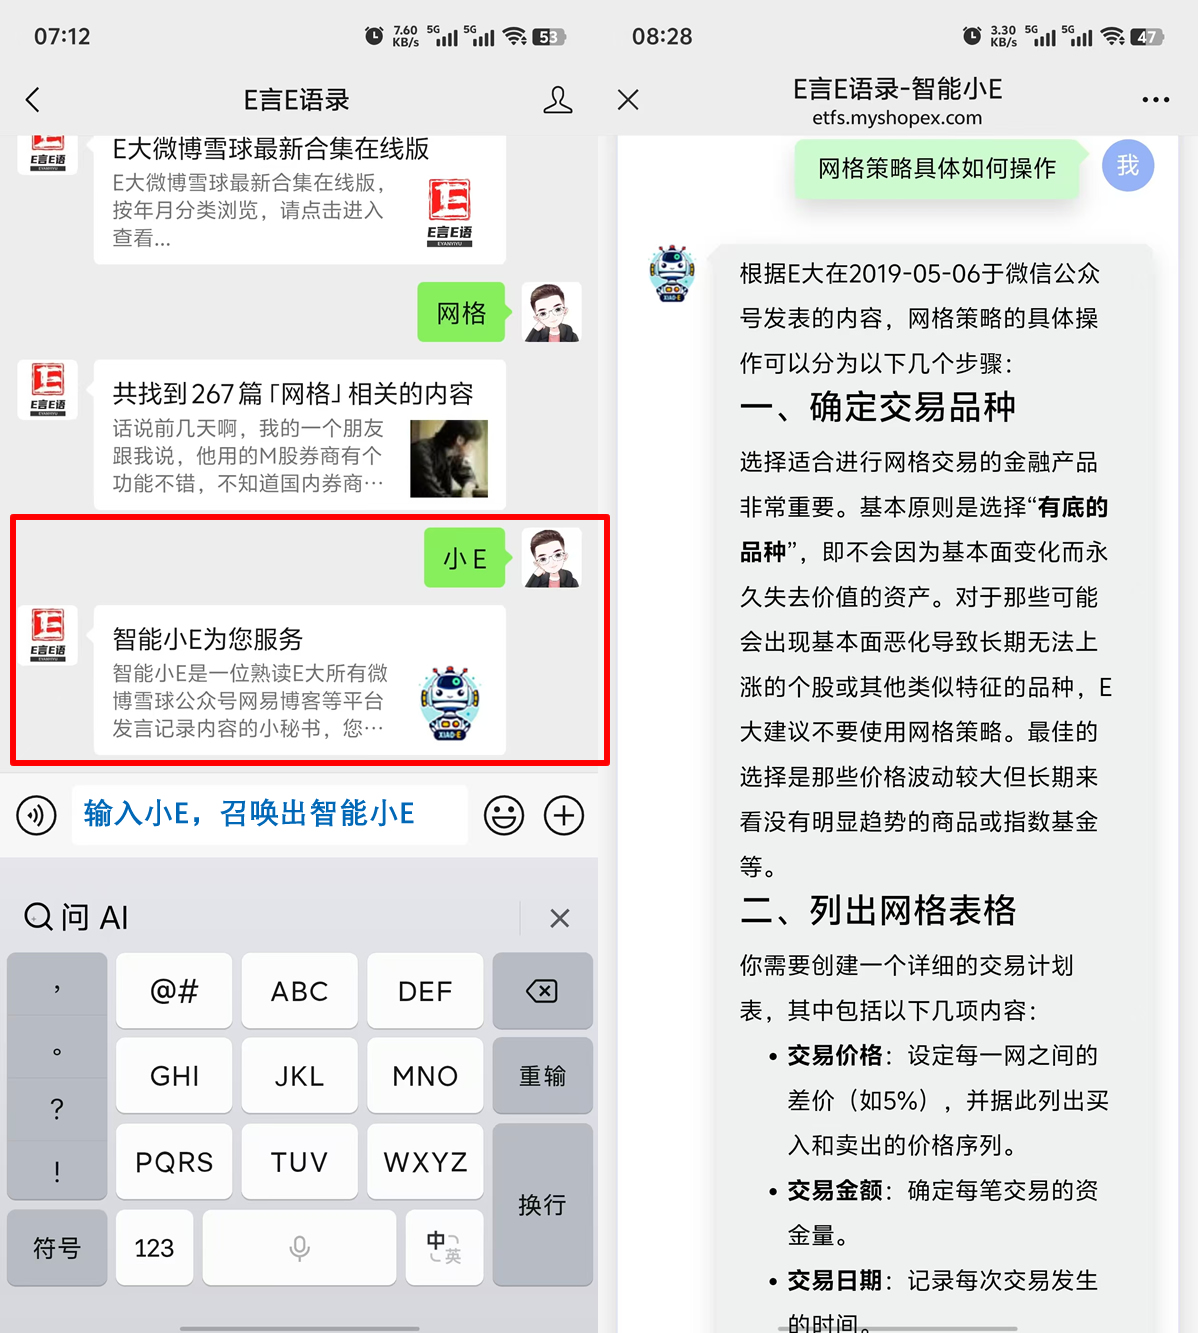 07:12
7.60 KB/s
5G
5G
53
E言E语录
E言E语
E大微博雪球最新合集在线版
E大微博雪球最新合集在线版，
按年月分类浏览，请点击进入
查看...
E言E语
EYANYIYU
网格
E言E语
共找到267篇「网格」相关的内容
话说前几天啊，我的一个朋友
跟我说，他用的M股券商有个
功能不错，不知道国内券商…
小E
E言E语
智能小E为您服务
智能小E是一位熟读E大所有微
博雪球公众号网易博客等平台
发言记录内容的小秘书，您…
XIAO-E
输入小E，召唤出智能小E
问 AI
，
@#
ABC
DEF
。
GHI
JKL
MNO
重输
？
PQRS
TUV
WXYZ
！
换行
符号
123
中
英
08:28
3.30 KB/s
5G
5G
47
E言E语录-智能小E
etfs.myshopex.com
网格策略具体如何操作
我
XIAO-E
根据E大在2019-05-06于微信公众
号发表的内容，网格策略的具体操
作可以分为以下几个步骤：
一、确定交易品种
选择适合进行网格交易的金融产品
非常重要。基本原则是选择“有底的
品种”，即不会因为基本面变化而永
久失去价值的资产。对于那些可能
会出现基本面恶化导致长期无法上
涨的个股或其他类似特征的品种，E
大建议不要使用网格策略。最佳的
选择是那些价格波动较大但长期来
看没有明显趋势的商品或指数基金
等。
二、列出网格表格
你需要创建一个详细的交易计划
表，其中包括以下几项内容：
• 交易价格：设定每一网之间的
差价（如5%），并据此列出买
入和卖出的价格序列。
• 交易金额：确定每笔交易的资
金量。
• 交易日期：记录每次交易发生
的时间。